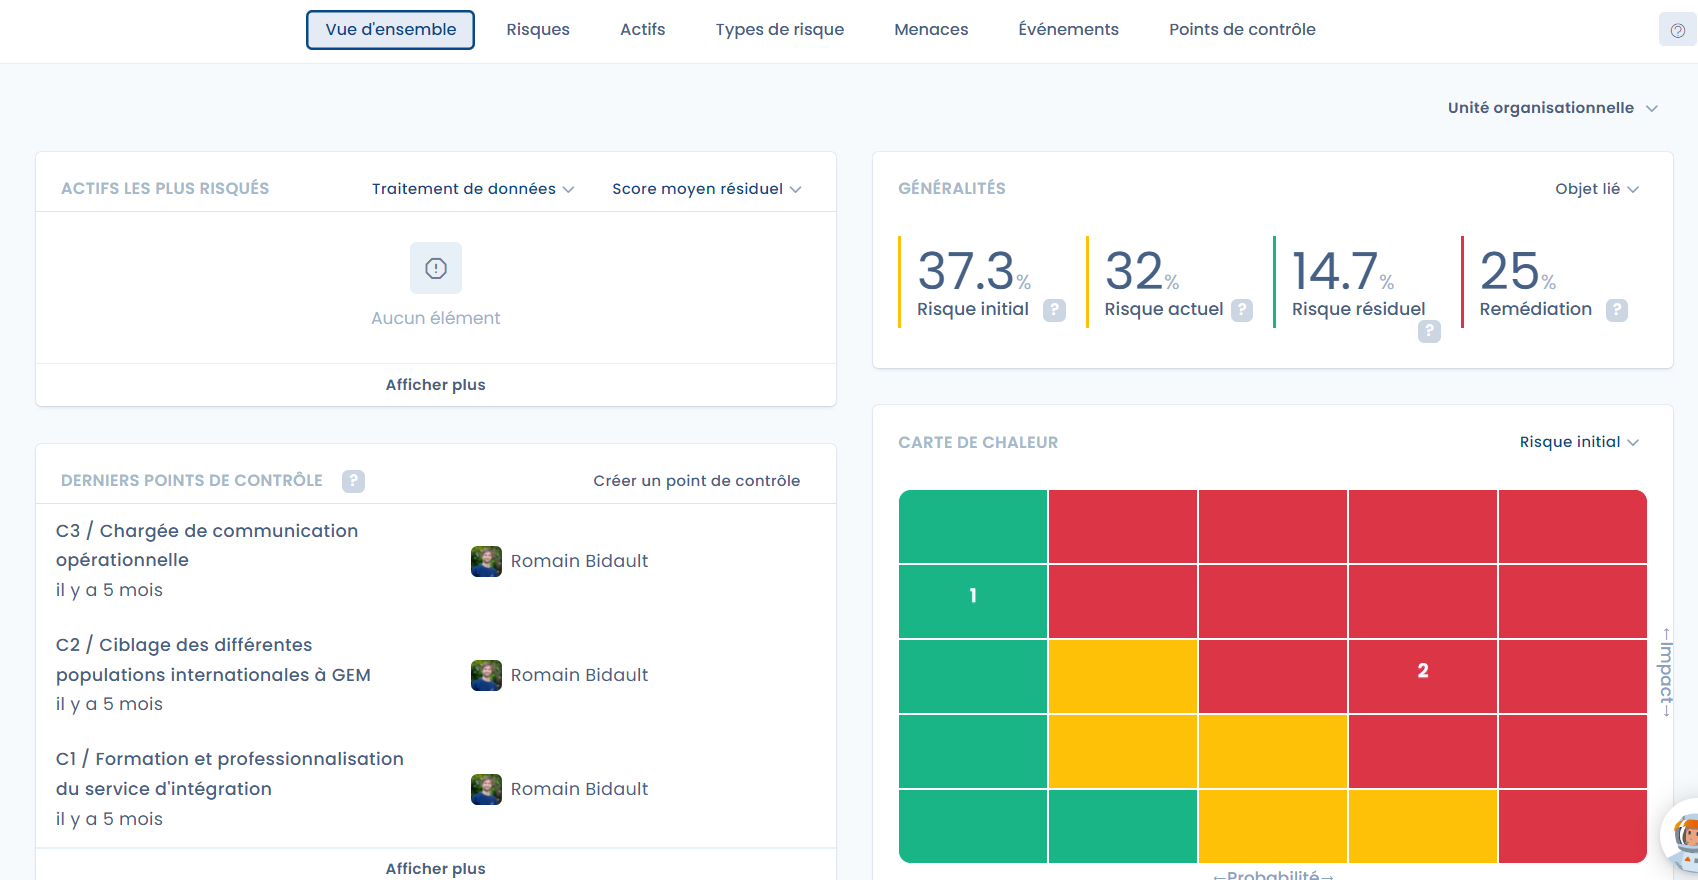 Vue d'ensemble
Risques
Actifs
Types de risque
Menaces
Événements
Points de contrôle
Unité organisationnelle
ACTIFS LES PLUS RISQUÉS
Traitement de données
Score moyen résiduel
Aucun élément
Afficher plus
DERNIERS POINTS DE CONTRÔLE
?
Créer un point de contrôle
C3 / Chargée de communication
opérationnelle
il y a 5 mois
Romain Bidault
C2 / Ciblage des différentes
populations internationales à GEM
il y a 5 mois
Romain Bidault
C1 / Formation et professionnalisation
du service d'intégration
il y a 5 mois
Romain Bidault
Afficher plus
GÉNÉRALITÉS
Objet lié
37.3%
Risque initial ?
32%
Risque actuel ?
14.7%
Risque résiduel
?
25%
Remédiation ?
CARTE DE CHALEUR
Risque initial
1
2
←Impact→
←Probabilité→